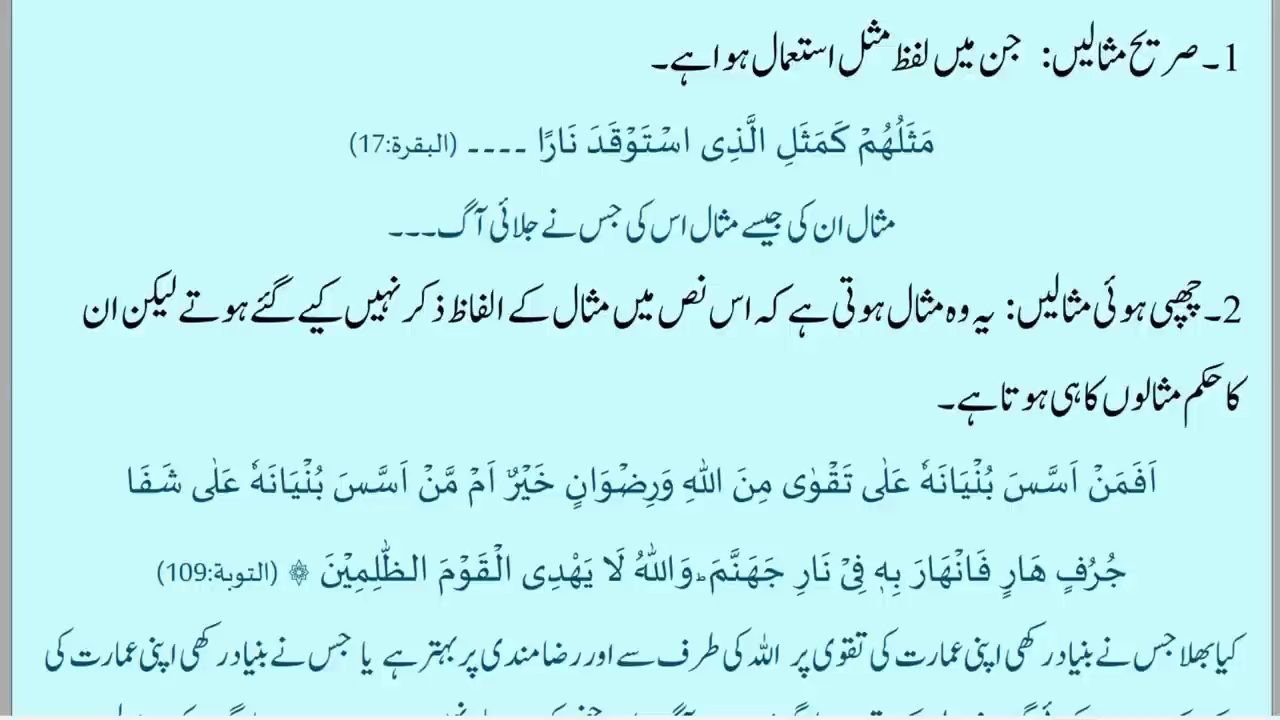 1۔ صریح مثالیں: جن میں لفظ مثل استعمال ہوا ہے۔
مَثَلُهُمْ كَمَثَلِ الَّذِی اسْتَوْقَدَ نَارًا ۔۔۔۔ (البقرة:17)
مثال ان کی جیسے مثال اس کی جس نے جلائی آگ۔۔۔
2۔ چھپی ہوئی مثالیں: یہ وہ مثال ہوتی ہے کہ اس نص میں مثال کے الفاظ ذکر نہیں کیے گئے ہوتے لیکن ان
کا حکم مثالوں کا ہی ہوتا ہے۔
اَفَمَنْ اَسَّسَ بُنْیَانَهٗ عَلٰی تَقْوٰی مِنَ اللّٰهِ وَرِضْوَانٍ خَیْرٌ اَمْ مَّنْ اَسَّسَ بُنْیَانَهٗ عَلٰی شَفَا
جُرُفٍ هَارٍ فَانْهَارَ بِهٖ فِیْ نَارِ جَهَنَّمَ ؕ وَاللّٰهُ لَا یَهْدِی الْقَوْمَ الظّٰلِمِیْنَ ۞ (التوبة:109)
کیا بھلا جس نے بنیاد رکھی اپنی عمارت کی تقوی پر اللہ کی طرف سے اور رضامندی پر بہتر ہے یا جس نے بنیاد رکھی اپنی عمارت کی